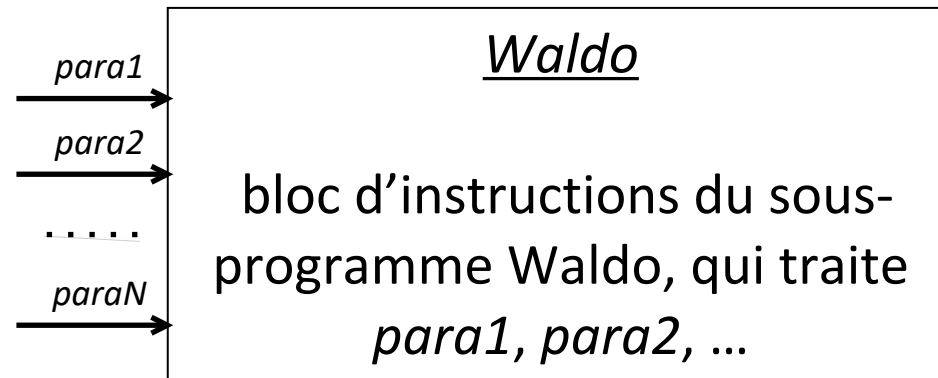 Waldo
para1
para2
.....
paraN
bloc d’instructions du sous-
programme Waldo, qui traite
para1, para2, ...